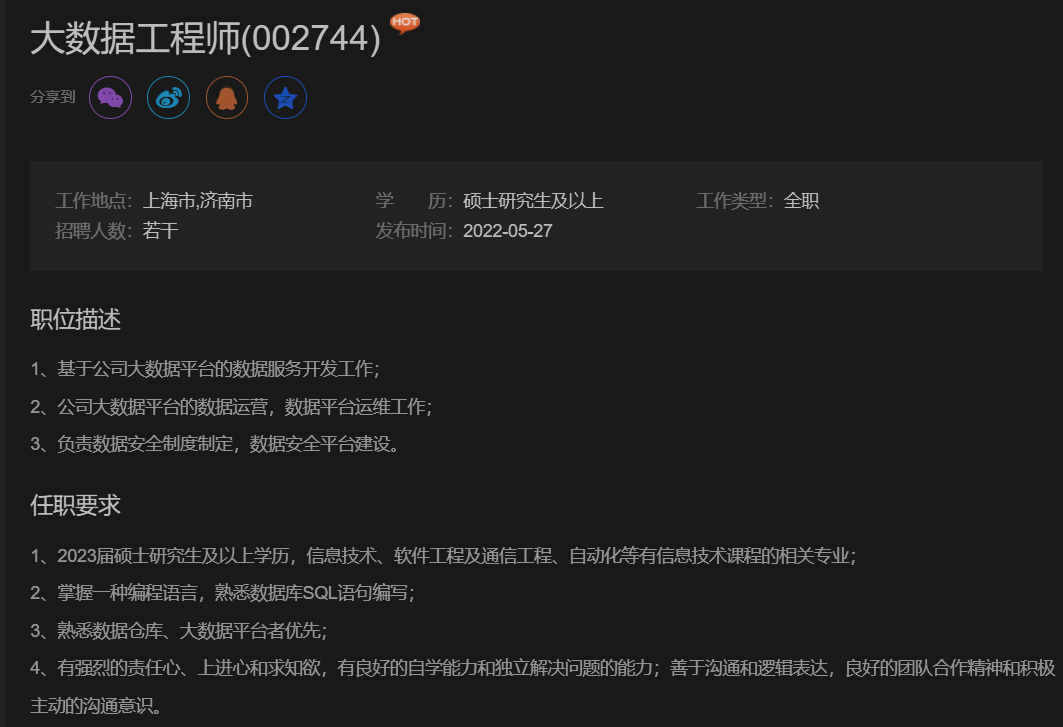 大数据工程师(002744) HOT
分享到
工作地点: 上海市,济南市 学 历: 硕士研究生及以上 工作类型: 全职
招聘人数: 若干 发布时间: 2022-05-27
职位描述
1、基于公司大数据平台的数据服务开发工作;
2、公司大数据平台的数据运营，数据平台运维工作;
3、负责数据安全制度制定，数据安全平台建设。
任职要求
1、2023届硕士研究生及以上学历，信息技术、软件工程及通信工程、自动化等有信息技术课程的相关专业;
2、掌握一种编程语言，熟悉数据库SQL语句编写;
3、熟悉数据仓库、大数据平台者优先;
4、有强烈的责任心、上进心和求知欲，有良好的自学能力和独立解决问题的能力；善于沟通和逻辑表达，良好的团队合作精神和积极
主动的沟通意识。